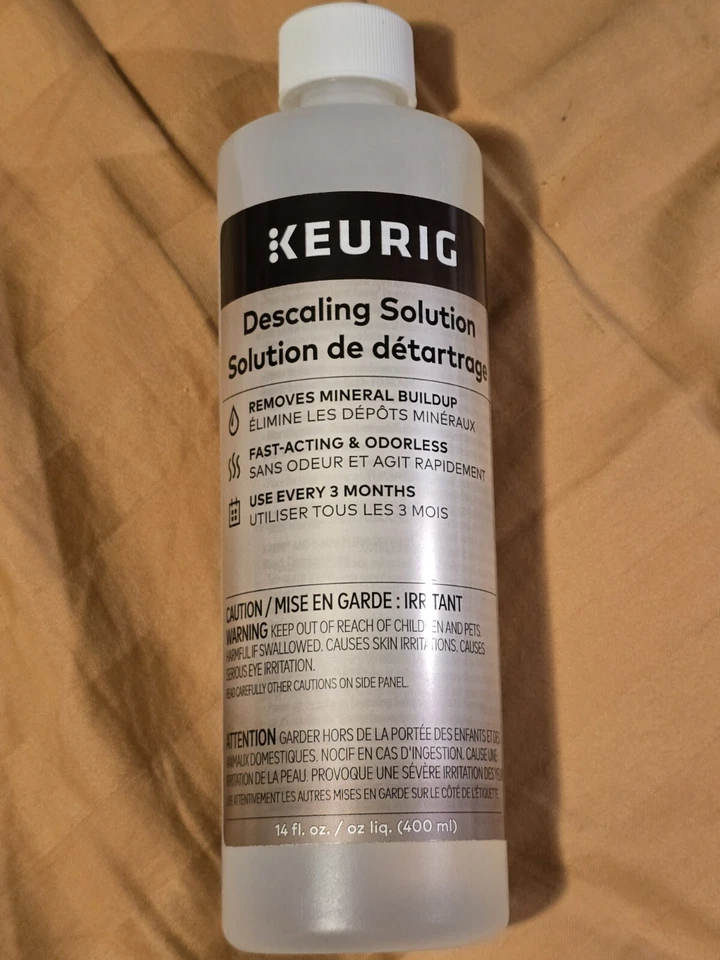 KEURIG
Descaling Solution
Solution de détartrage
REMOVES MINERAL BUILDUP
ÉLIMINE LES DÉPÔTS MINÉRAUX
FAST-ACTING & ODORLESS
SANS ODEUR ET AGIT RAPIDEMENT
USE EVERY 3 MONTHS
UTILISER TOUS LES 3 MOIS
CAUTION / MISE EN GARDE : IRRITANT
WARNING KEEP OUT OF REACH OF CHILDREN AND PETS.
HARMFUL IF SWALLOWED. CAUSES SKIN IRRITATIONS. CAUSES
SERIOUS EYE IRRITATION.
READ CAREFULLY OTHER CAUTIONS ON SIDE PANEL.
ATTENTION GARDER HORS DE LA PORTÉE DES ENFANTS ET DES
ANIMAUX DOMESTIQUES. NOCIF EN CAS D'INGESTION. CAUSE UNE
IRRITATION DE LA PEAU. PROVOQUE UNE SÉVÈRE IRRITATION DES YEUX
LIRE ATTENTIVEMENT LES AUTRES MISES EN GARDE SUR LE CÔTÉ DE L'ÉTIQUETTE.
14 fl. oz. / oz liq. (400 ml)